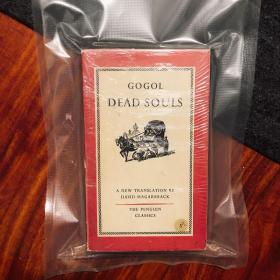 GOGOL
DEAD SOULS
A NEW TRANSLATION BY
DAVID MAGARSHACK
THE PENGUIN
CLASSICS